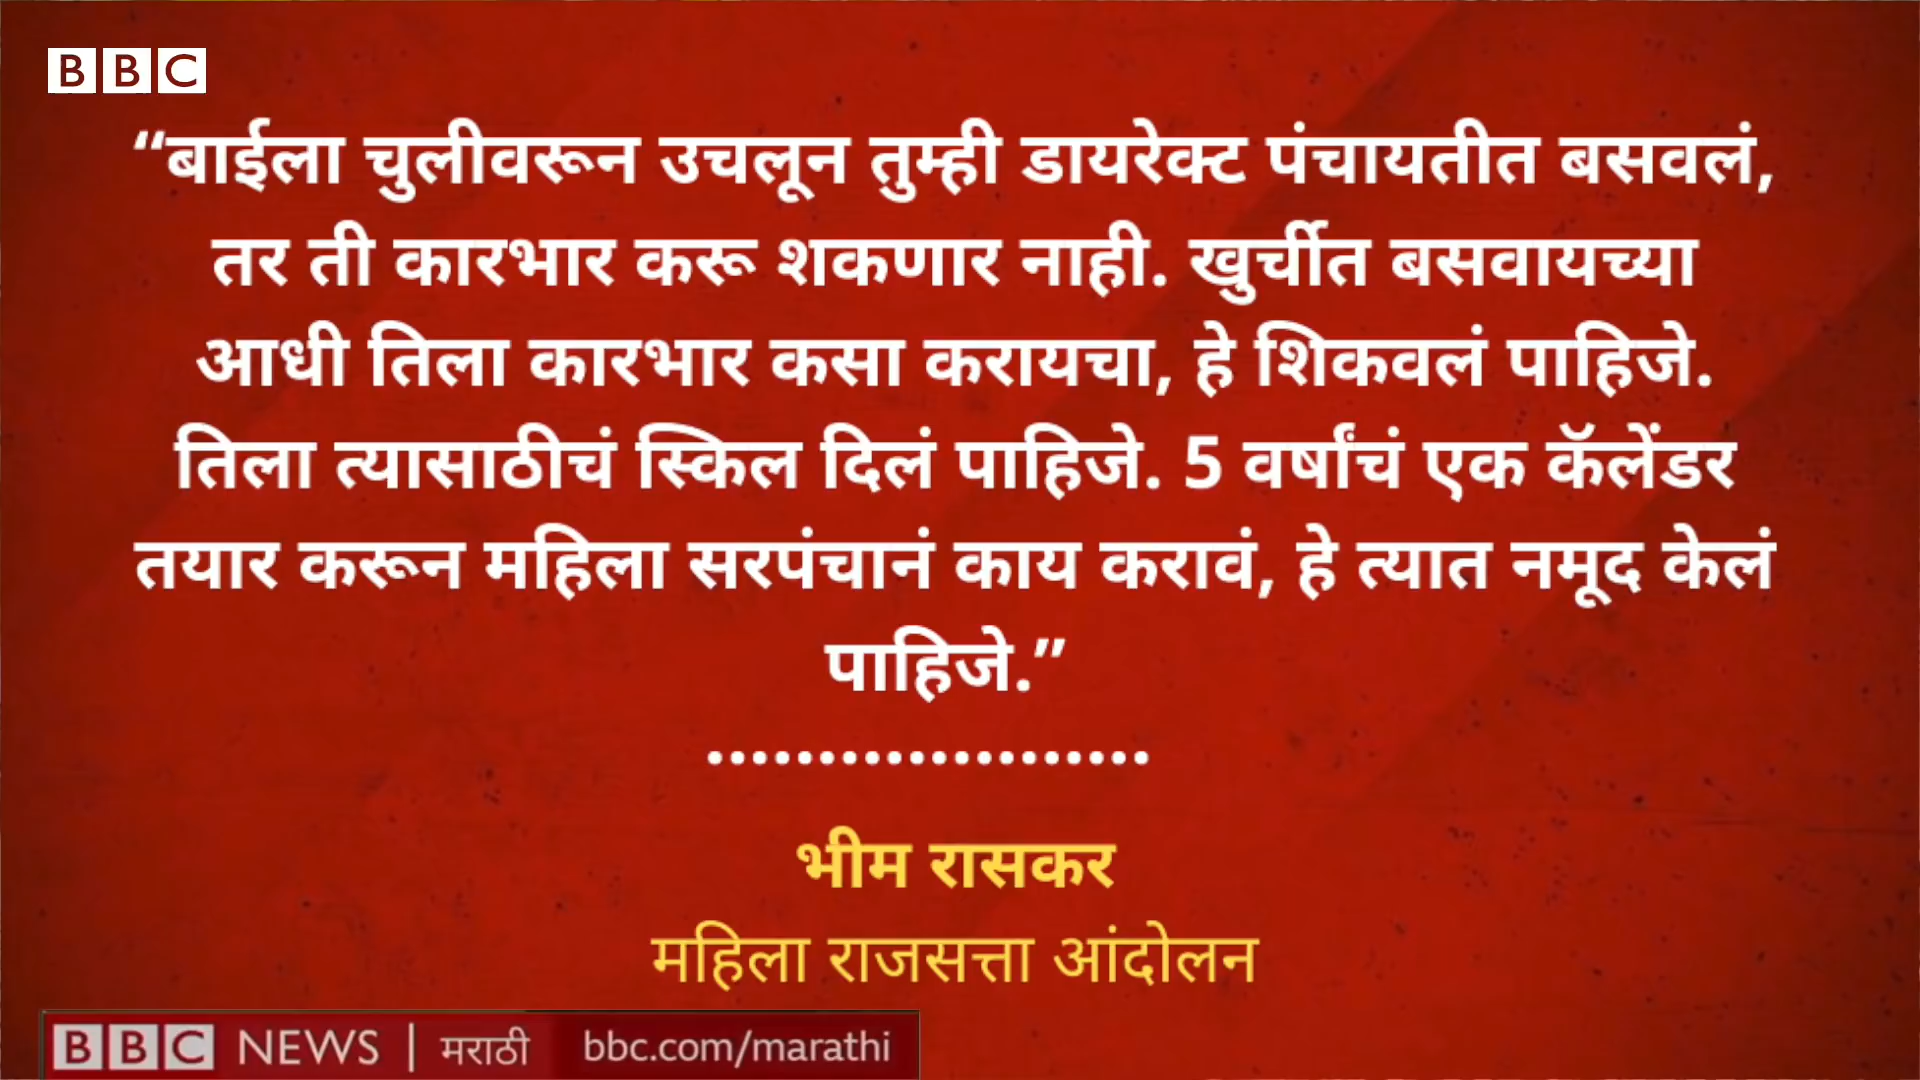 BBC
“बाईला चुलीवरून उचलून तुम्ही डायरेक्ट पंचायतीत बसवलं,
तर ती कारभार करू शकणार नाही. खुर्चीत बसवायच्या
आधी तिला कारभार कसा करायचा, हे शिकवलं पाहिजे.
तिला त्यासाठीचं स्किल दिलं पाहिजे. 5 वर्षांचं एक कॅलेंडर
तयार करून महिला सरपंचानं काय करावं, हे त्यात नमूद केलं
पाहिजे.”
....................
भीम रासकर
महिला राजसत्ता आंदोलन
BBC NEWS | मराठी bbc.com/marathi